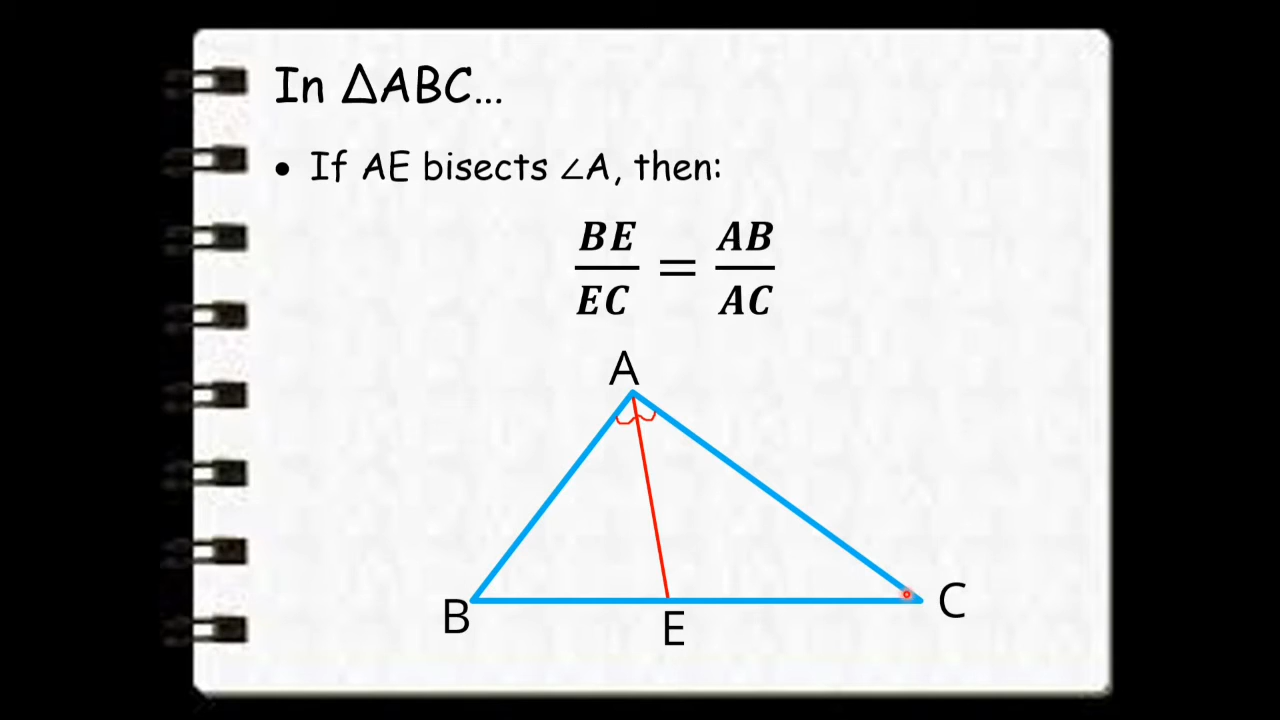 In ΔABC...
• If AE bisects ∠A, then:
BE/EC = AB/AC
A
B
E
C